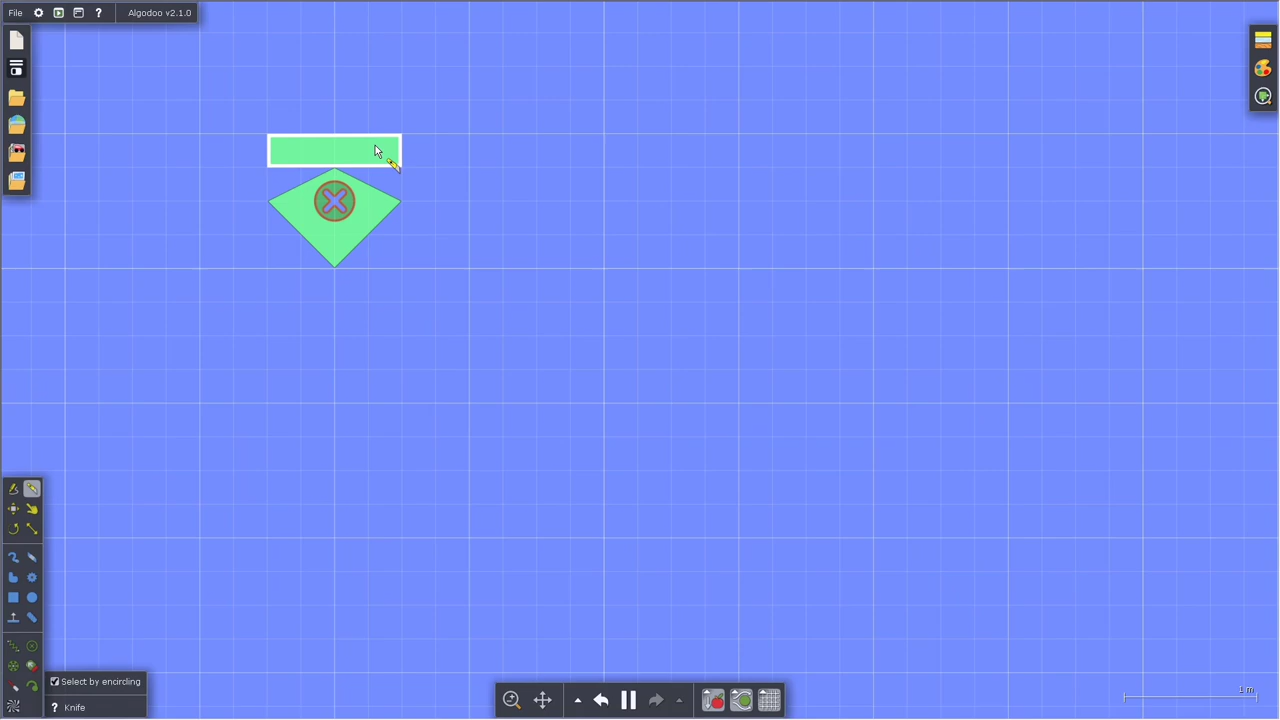 File ? Algodoo v2.1.0
Select by encircling
? Knife
1 m